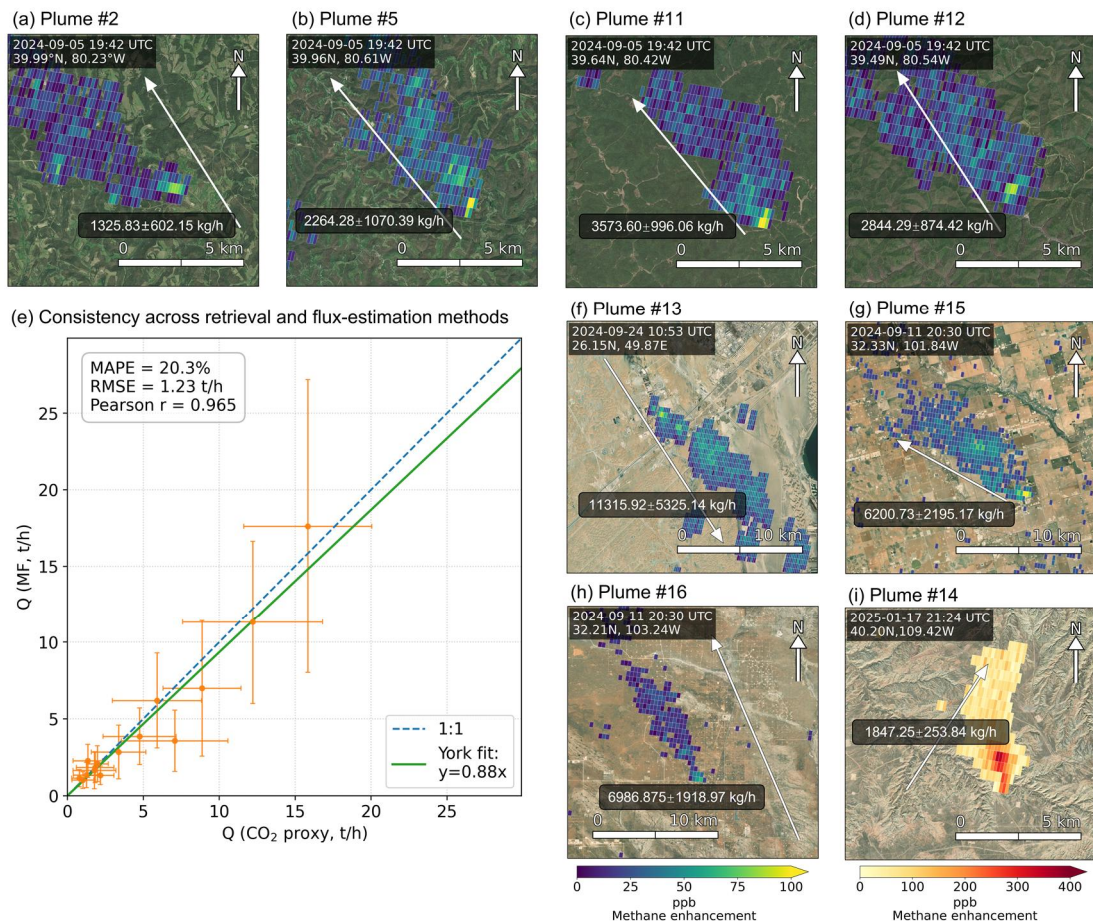 (a) Plume #2
2024-09-05 19:42 UTC
39.99°N, 80.23°W
N
1325.83±602.15 kg/h
0
5 km
(b) Plume #5
2024-09-05 19:42 UTC
39.96N, 80.61W
N
2264.28±1070.39 kg/h
0
5 km
(c) Plume #11
2024-09-05 19:42 UTC
39.64N, 80.42W
N
3573.60±996.06 kg/h
0
5 km
(d) Plume #12
2024-09-05 19:42 UTC
39.49N, 80.54W
N
2844.29±874.42 kg/h
0
5 km
(e) Consistency across retrieval and flux-estimation methods
MAPE = 20.3%
RMSE = 1.23 t/h
Pearson r = 0.965
Q (MF, t/h)
25
20
15
10
5
0
1:1
York fit:
y=0.88x
0
5
10
15
20
25
Q (CO₂ proxy, t/h)
(f) Plume #13
2024-09-24 10:53 UTC
26.15N, 49.87E
N
11315.92±5325.14 kg/h
0
10 km
(g) Plume #15
2024-09-11 20:30 UTC
32.33N, 101.84W
N
6200.73±2195.17 kg/h
0
10 km
(h) Plume #16
2024-09-11 20:30 UTC
32.21N, 103.24W
N
6986.875±1918.97 kg/h
0
10 km
(i) Plume #14
2025-01-17 21:24 UTC
40.20N,109.42W
N
1847.25±253.84 kg/h
0
5 km
0
25
50
75
100
ppb
Methane enhancement
0
100
200
300
400
ppb
Methane enhancement